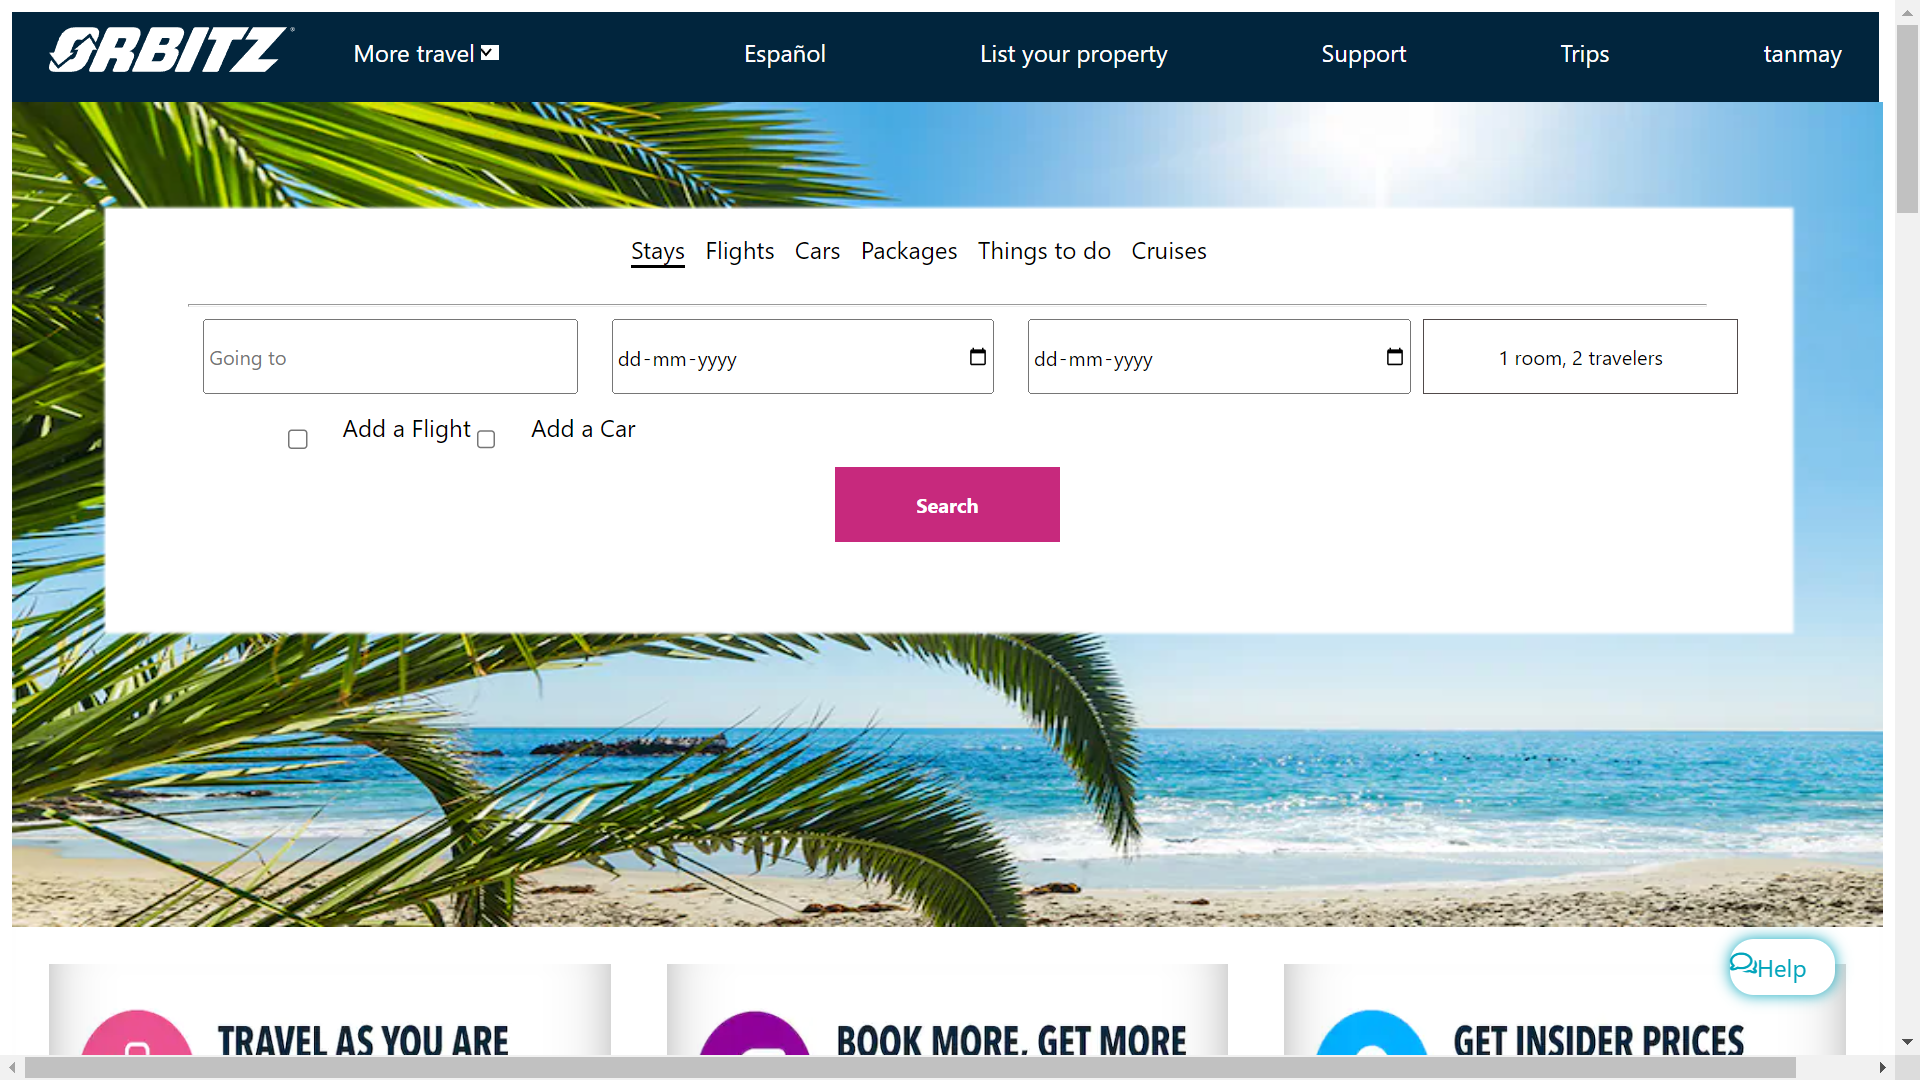 ORBITZ
More travel
Español
List your property
Support
Trips
tanmay
Stays
Flights
Cars
Packages
Things to do
Cruises
Going to
dd-mm-yyyy
dd-mm-yyyy
1 room, 2 travelers
Add a Flight
Add a Car
Search
Help
TRAVEL AS YOU ARE
BOOK MORE, GET MORE
GET INSIDER PRICES